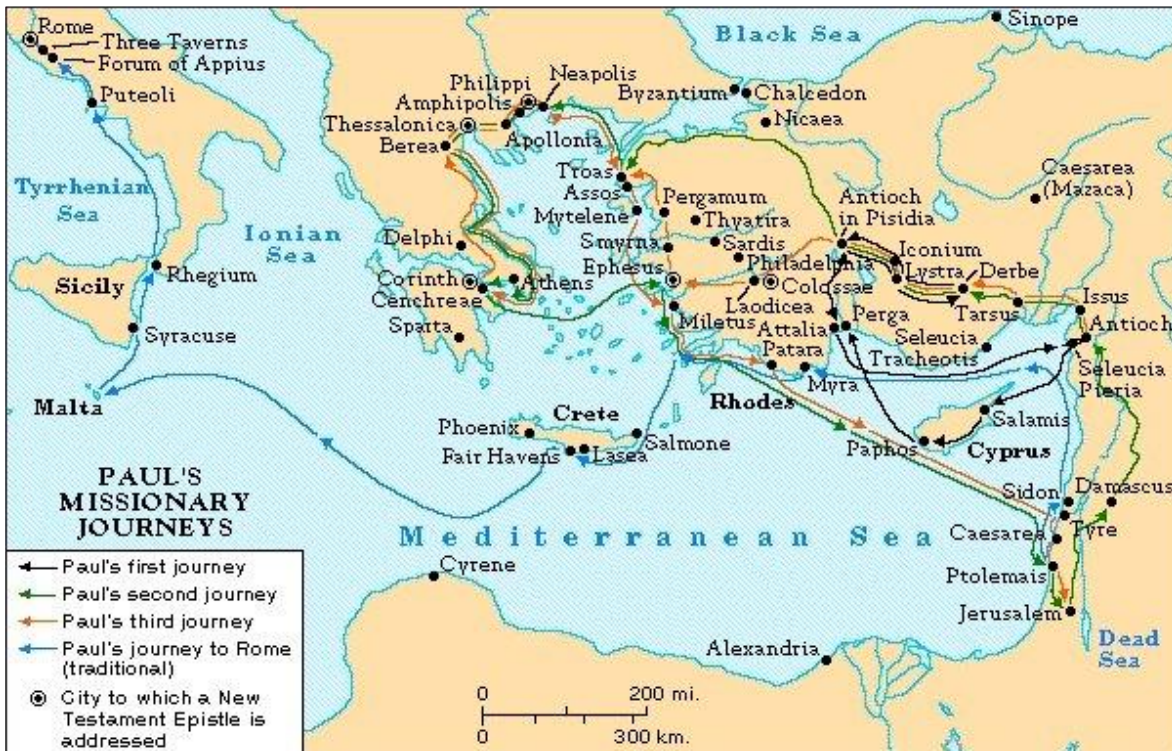 Rome
Three Taverns
Forum of Appius
Puteoli
Tyrrhenian
Sea
Ionian
Sea
Sicily
Rhegium
Syracuse
Malta
Black Sea
Sinope
Philippi
Neapolis
Amphipolis
Thessalonica
Apollonia
Berea
Byzantium
Chalcedon
Nicaea
Troas
Assos
Mytelene
Pergamum
Thyatira
Smyrna
Sardis
Ephesus
Philadelphia
Laodicea
Colossae
Miletus
Delphi
Corinth
Athens
Cenchreae
Sparta
Caesarea
(Mazaca)
Antioch
in Pisidia
Iconium
Lystra
Derbe
Tarsus
Issus
Antioch
Seleucia
Pieria
Attalia
Perga
Seleucia
Tracheotis
Patara
Myra
Rhodes
Crete
Phoenix
Fair Havens
Lasea
Salmone
Salamis
Paphos
Cyprus
Sidon
Damascus
Tyre
Caesarea
Ptolemais
Jerusalem
Dead
Sea
Mediterranean Sea
Cyrene
Alexandria
PAUL'S
MISSIONARY
JOURNEYS
Paul's first journey
Paul's second journey
Paul's third journey
Paul's journey to Rome
(traditional)
City to which a New
Testament Epistle is
addressed
0 200 mi.
0 300 km.